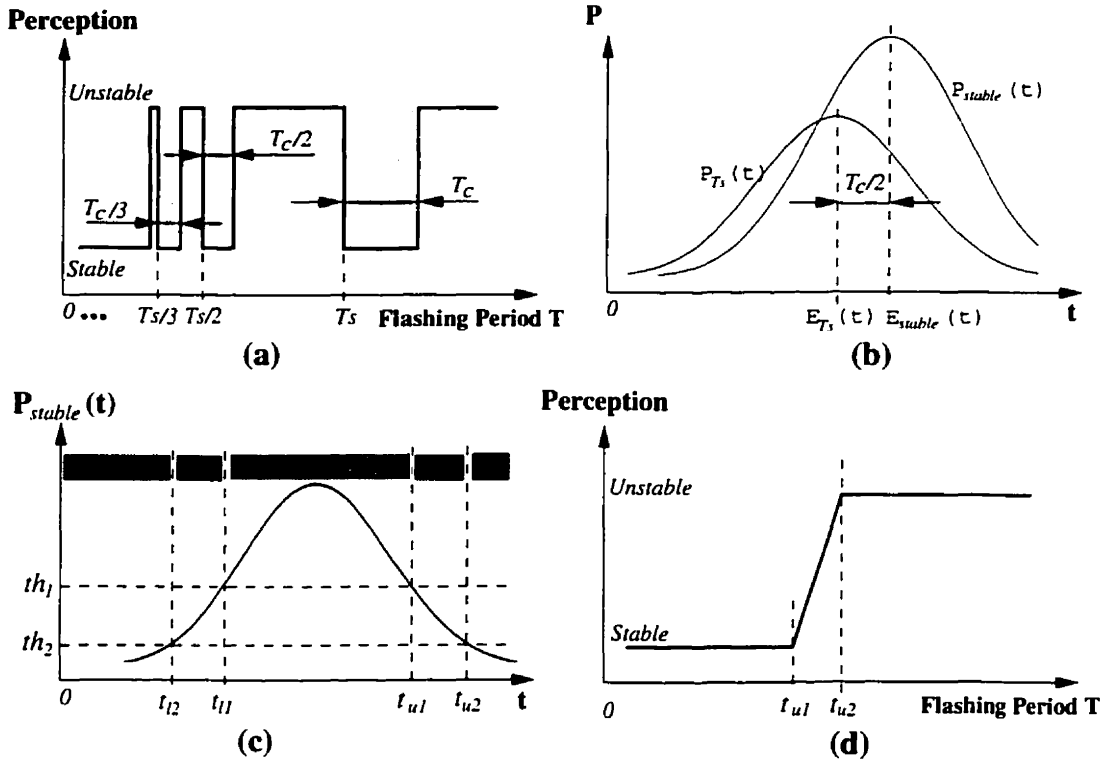 Perception
Unstable
T_c/2
T_c/3
T_c
Stable
0 ... Ts/3 Ts/2 Ts Flashing Period T
(a)
P
P_stable (t)
P_Ts (t)
T_c/2
0 E_Ts (t) E_stable (t) t
(b)
P_stable (t)
th_1
th_2
0 t_l2 t_l1 t_u1 t_u2 t
(c)
Perception
Unstable
Stable
0 t_u1 t_u2 Flashing Period T
(d)